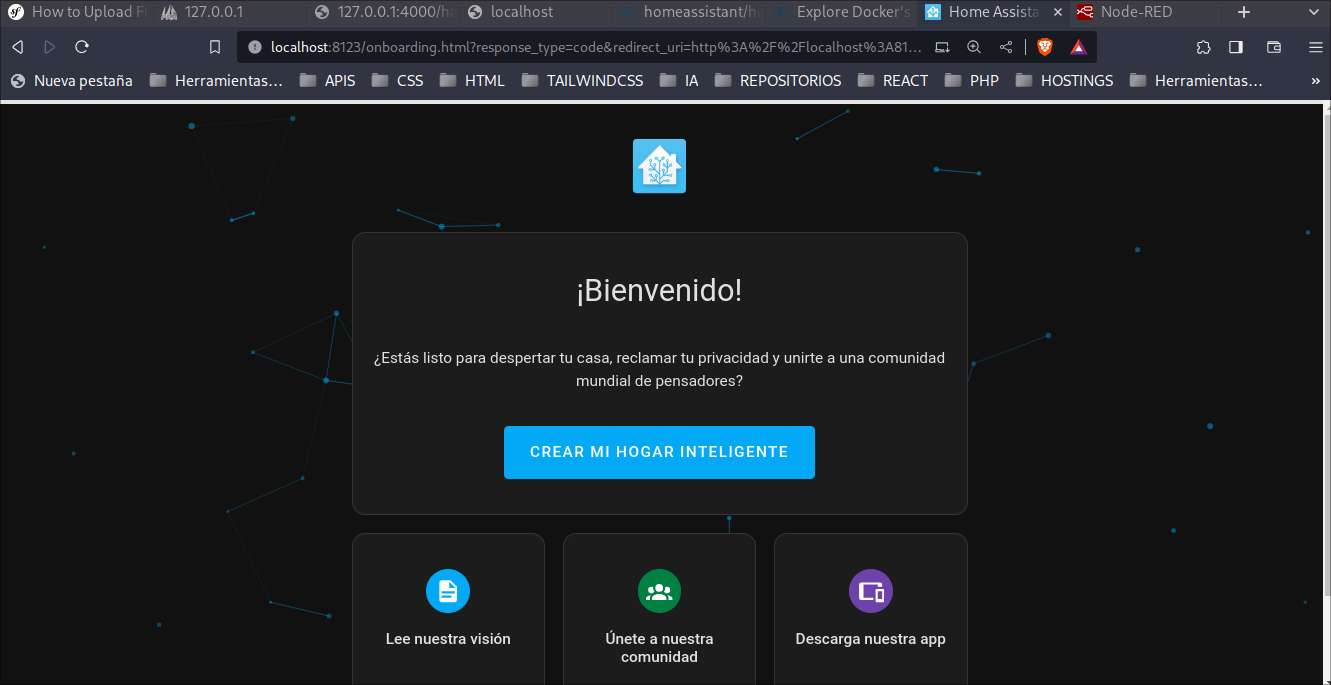 How to Upload Fi
127.0.0.1
127.0.0.1:4000/ha
localhost
homeassistant/ho
Explore Docker's
Home Assista
Node-RED
localhost:8123/onboarding.html?response_type=code&redirect_uri=http%3A%2F%2Flocalhost%3A81...
Nueva pestaña
Herramientas...
APIS
CSS
HTML
TAILWINDCSS
IA
REPOSITORIOS
REACT
PHP
HOSTINGS
Herramientas...
»
¡Bienvenido!
¿Estás listo para despertar tu casa, reclamar tu privacidad y unirte a una comunidad
mundial de pensadores?
CREAR MI HOGAR INTELIGENTE
Lee nuestra visión
Únete a nuestra
comunidad
Descarga nuestra app